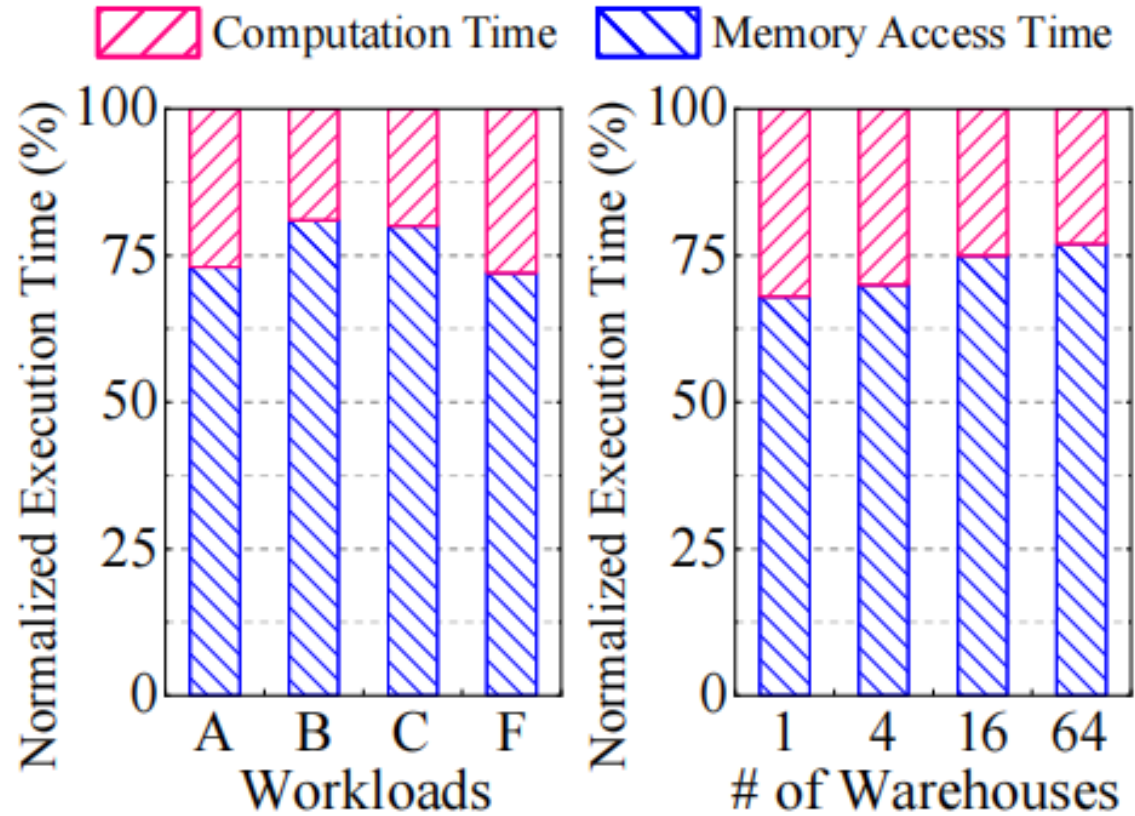 Computation Time Memory Access Time
Normalized Execution Time (%)
100
75
50
25
0
A B C F
Workloads
Normalized Execution Time (%)
100
75
50
25
0
1 4 16 64
# of Warehouses